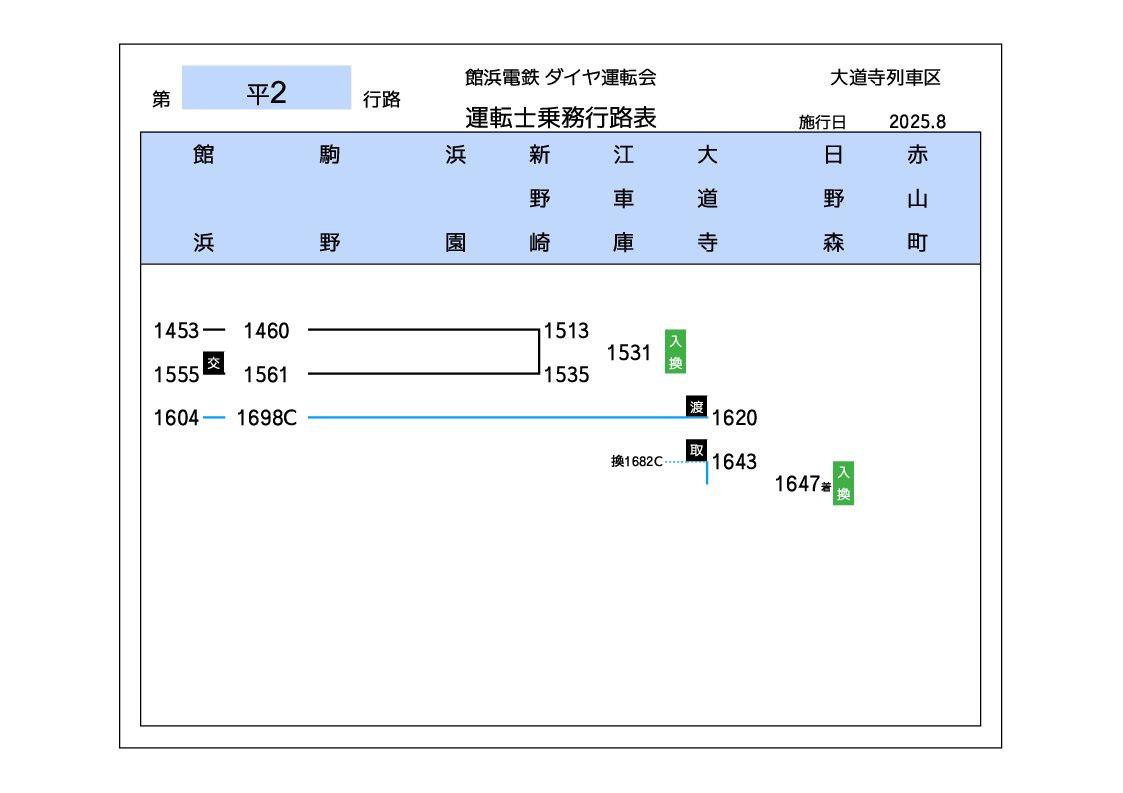 館浜電鉄 ダイヤ運転会
大道寺列車区
第 平2 行路
運転士乗務行路表
施行日 2025.8
館浜 駒野 浜園 新野崎 江車庫 大道寺 日野森 赤山町
1453 1460 1513
1531 入換
1555 交 1561 1535
1604 1698C 渡 1620
換1682C 取 1643
1647着 入換